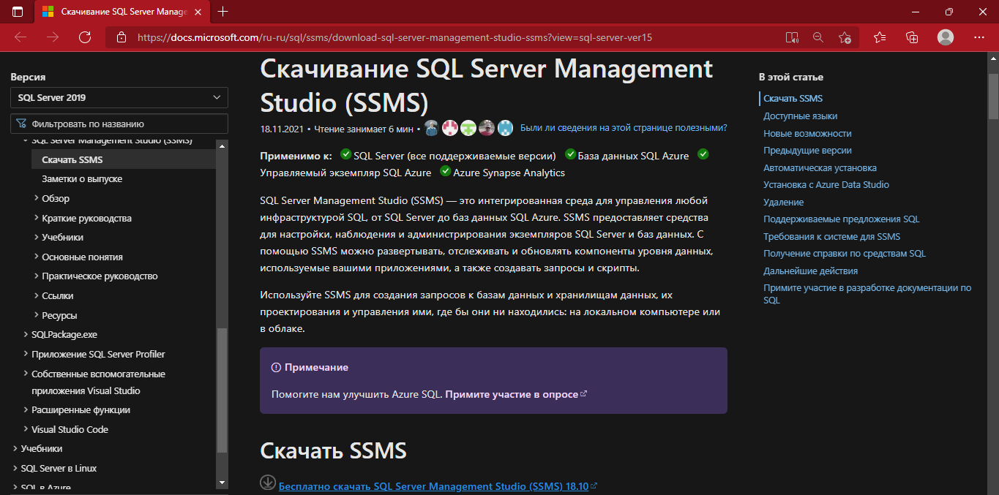 Скачивание SQL Server Manage
https://docs.microsoft.com/ru-ru/sql/ssms/download-sql-server-management-studio-ssms?view=sql-server-ver15
Версия
SQL Server 2019
Фильтровать по названию
SQL Server Management Studio (SSMS)
Скачать SSMS
Заметки о выпуске
Обзор
Краткие руководства
Учебники
Основные понятия
Практическое руководство
Ссылки
Ресурсы
SQLPackage.exe
Приложение SQL Server Profiler
Собственные вспомогательные
приложения Visual Studio
Расширенные функции
Visual Studio Code
Учебники
SQL Server в Linux
SQL в Azure
Скачивание SQL Server Management
Studio (SSMS)
18.11.2021 • Чтение занимает 6 мин •
Были ли сведения на этой странице полезными?
Применимо к: SQL Server (все поддерживаемые версии) База данных SQL Azure
Управляемый экземпляр SQL Azure Azure Synapse Analytics
SQL Server Management Studio (SSMS) — это интегрированная среда для управления любой
инфраструктурой SQL, от SQL Server до баз данных SQL Azure. SSMS предоставляет средства
для настройки, наблюдения и администрирования экземпляров SQL Server и баз данных. С
помощью SSMS можно развертывать, отслеживать и обновлять компоненты уровня данных,
используемые вашими приложениями, а также создавать запросы и скрипты.
Используйте SSMS для создания запросов к базам данных и хранилищам данных, их
проектирования и управления ими, где бы они ни находились: на локальном компьютере или
в облаке.
Примечание
Помогите нам улучшить Azure SQL. Примите участие в опросе
Скачать SSMS
Бесплатно скачать SQL Server Management Studio (SSMS) 18.10
В этой статье
Скачать SSMS
Доступные языки
Новые возможности
Предыдущие версии
Автоматическая установка
Установка с Azure Data Studio
Удаление
Поддерживаемые предложения SQL
Требования к системе для SSMS
Получение справки по средствам SQL
Дальнейшие действия
Примите участие в разработке документации по
SQL